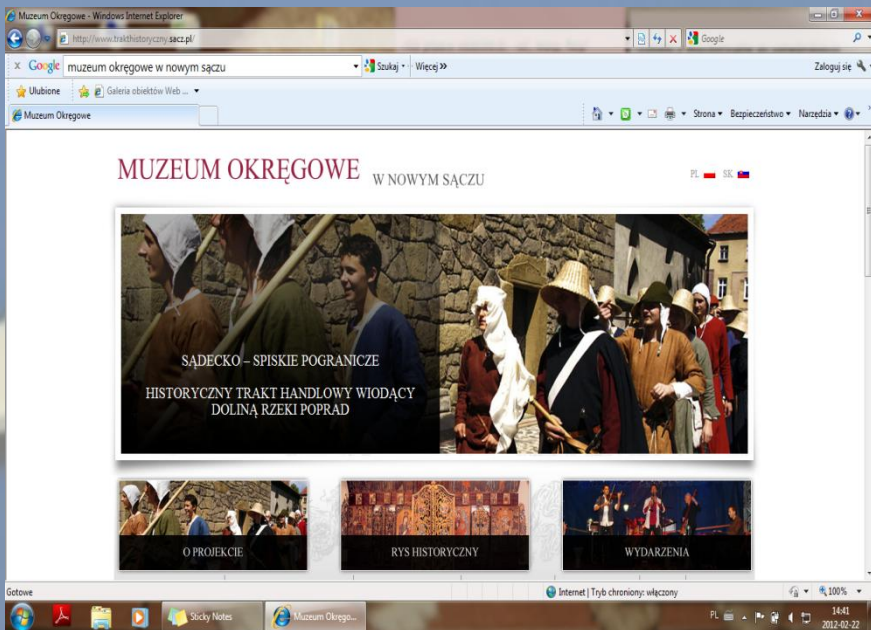 Muzeum Okręgowe - Windows Internet Explorer
http://www.trakthistoryczny.sacz.pl/
Google
x Google muzeum okręgowe w nowym sączu Szukaj Więcej >> Zaloguj się
Ulubione Galeria obiektów Web ...
Muzeum Okręgowe Strona Bezpieczeństwo Narzędzia
MUZEUM OKRĘGOWE W NOWYM SĄCZU PL SK
SĄDECKO – SPISKIE POGRANICZE
HISTORYCZNY TRAKT HANDLOWY WIODĄCY
DOLINĄ RZEKI POPRAD
O PROJEKCIE RYS HISTORYCZNY WYDARZENIA
Gotowe Internet | Tryb chroniony: włączony 100%
Sticky Notes Muzeum Okręgo... PL 14:41
2012-02-22